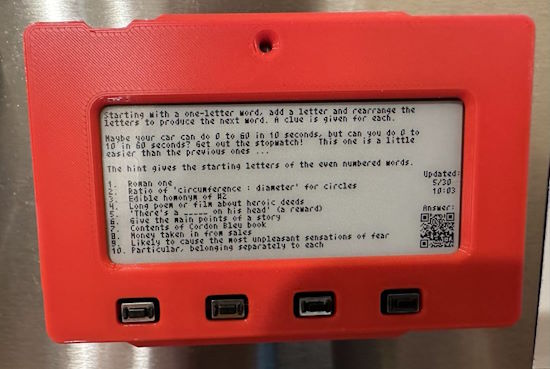 Starting with a one-letter word, add a letter and rearrange the
letters to produce the next word. A clue is given for each.
Maybe your car can do 0 to 60 in 10 seconds, but can you do 0 to
10 in 60 seconds? Get out the stopwatch! This one is a little
easier than the previous ones ...
The hint gives the starting letters of the even numbered words.
1. Roman one
2. Ratio of 'circumference : diameter' for circles
3. Edible homonym of #2
4. Long poem or film about heroic deeds
5. 'There's a _____ on his head' (a reward)
6. Give the main points of a story
7. Contents of Cordon Bleu book
8. Money taken in from sales
9. Likely to cause the most unpleasant sensations of fear
10. Particular, belonging separately to each
Updated:
5/30
10:03
Answer: